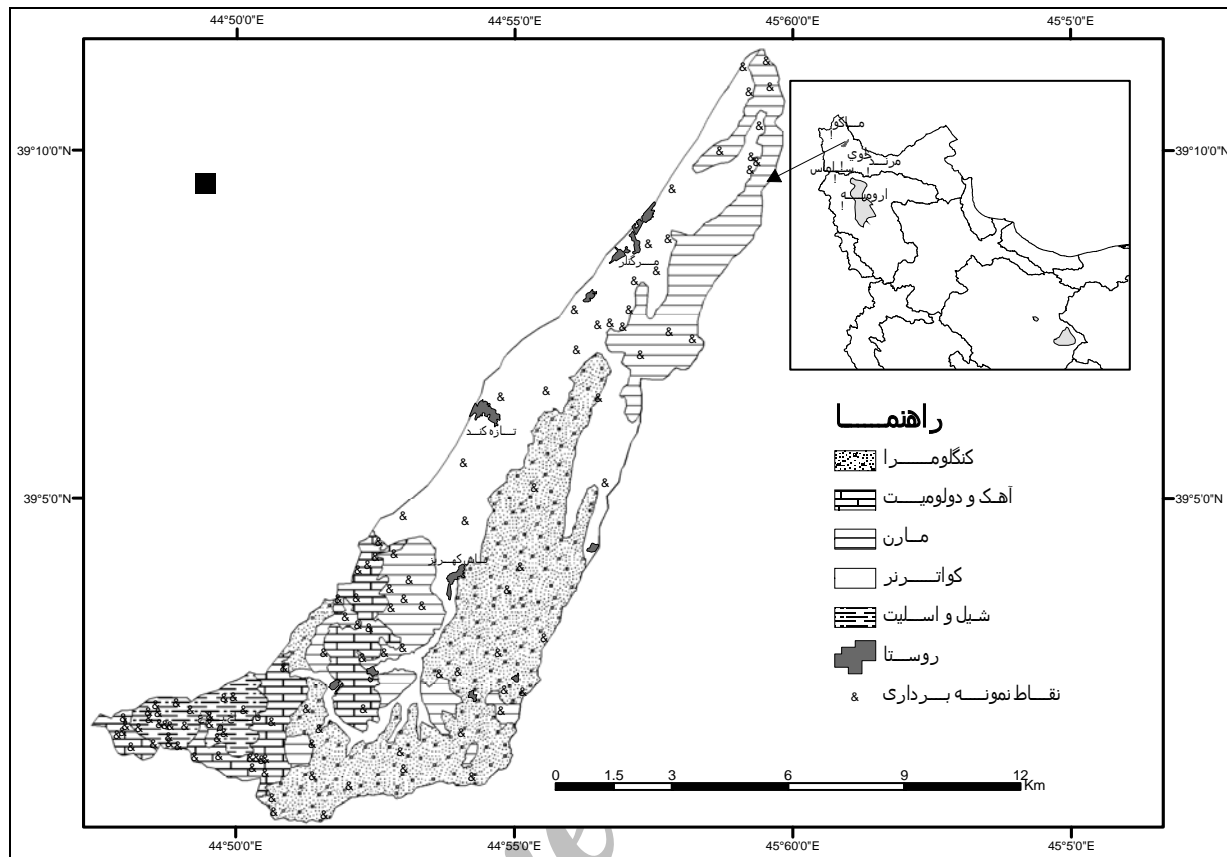 44°50'0"E 44°55'0"E 45°60'0"E 45°5'0"E
39°10'0"N 39°10'0"N
ماکو
خوي
مرند
سلماس
ارومیه
مرگنلر
تازه کند
39°5'0"N 39°5'0"N
راهنما
کنگلومرا
آهک و دولومیت
مارن
کواترنر
شیل و اسلیت
روستا
& نقاط نمونه برداری
0 1.5 3 6 9 12
Km
44°50'0"E 44°55'0"E 45°60'0"E 45°5'0"E